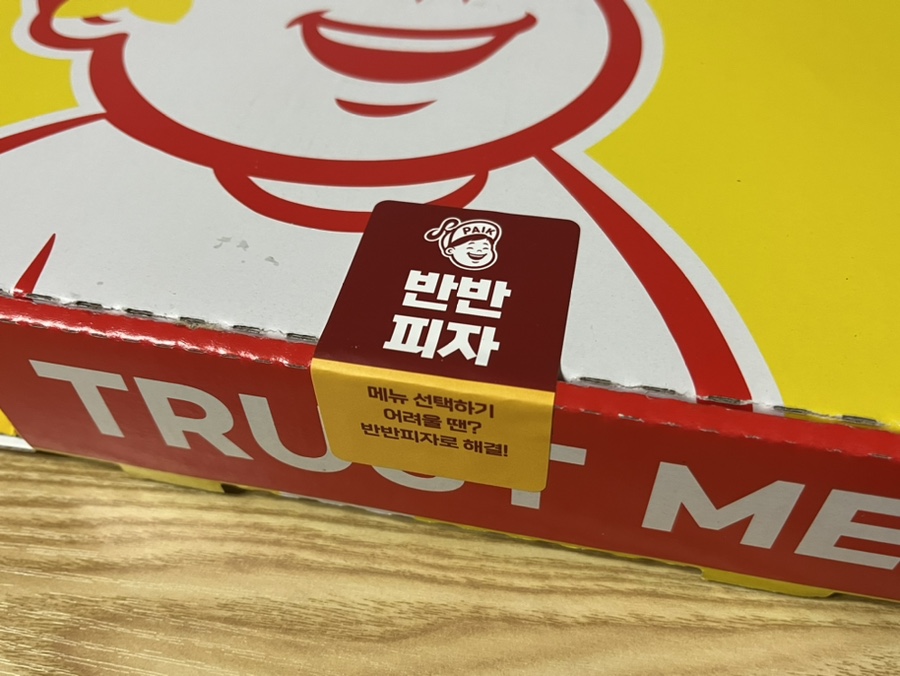 PAIK
반반
피자
메뉴 선택하기
어려울 땐?
반반피자로 해결!
TRUST ME